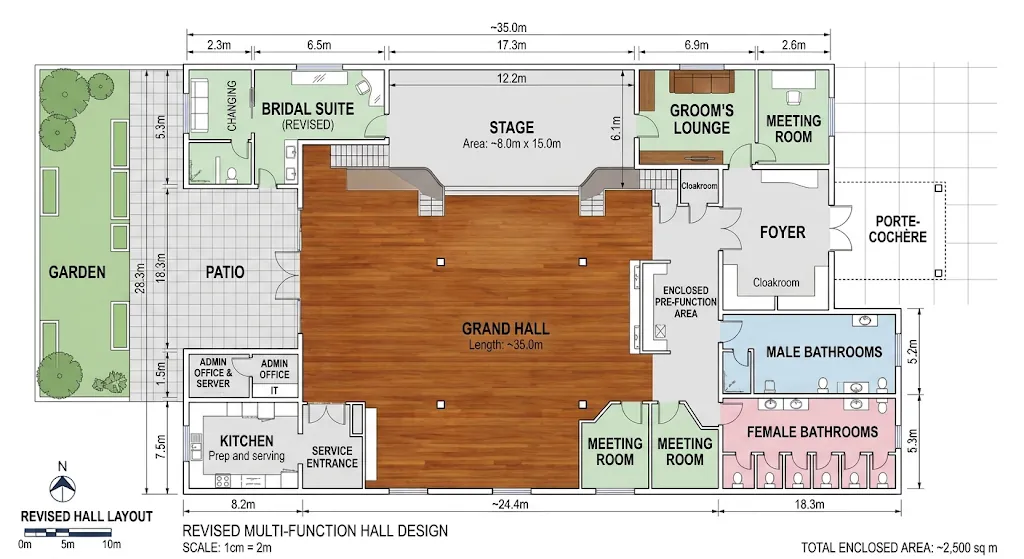 ~35.0m
2.3m
6.5m
17.3m
6.9m
2.6m
12.2m
CHANGING
BRIDAL SUITE
(REVISED)
STAGE
Area: ~8.0m x 15.0m
6.1m
GROOM'S
LOUNGE
MEETING
ROOM
5.3m
Cloakroom
GARDEN
28.3m
18.3m
PATIO
FOYER
PORTE-
COCHÈRE
Cloakroom
ENCLOSED
PRE-FUNCTION
AREA
GRAND HALL
Length: ~35.0m
MALE BATHROOMS
5.2m
1.5m
ADMIN
OFFICE &
SERVER
ADMIN
OFFICE
IT
7.5m
KITCHEN
Prep and serving
SERVICE
ENTRANCE
MEETING
ROOM
MEETING
ROOM
FEMALE BATHROOMS
5.3m
N
8.2m
~24.4m
18.3m
REVISED HALL LAYOUT
0m
5m
10m
REVISED MULTI-FUNCTION HALL DESIGN
SCALE: 1cm = 2m
TOTAL ENCLOSED AREA: ~2,500 sq m